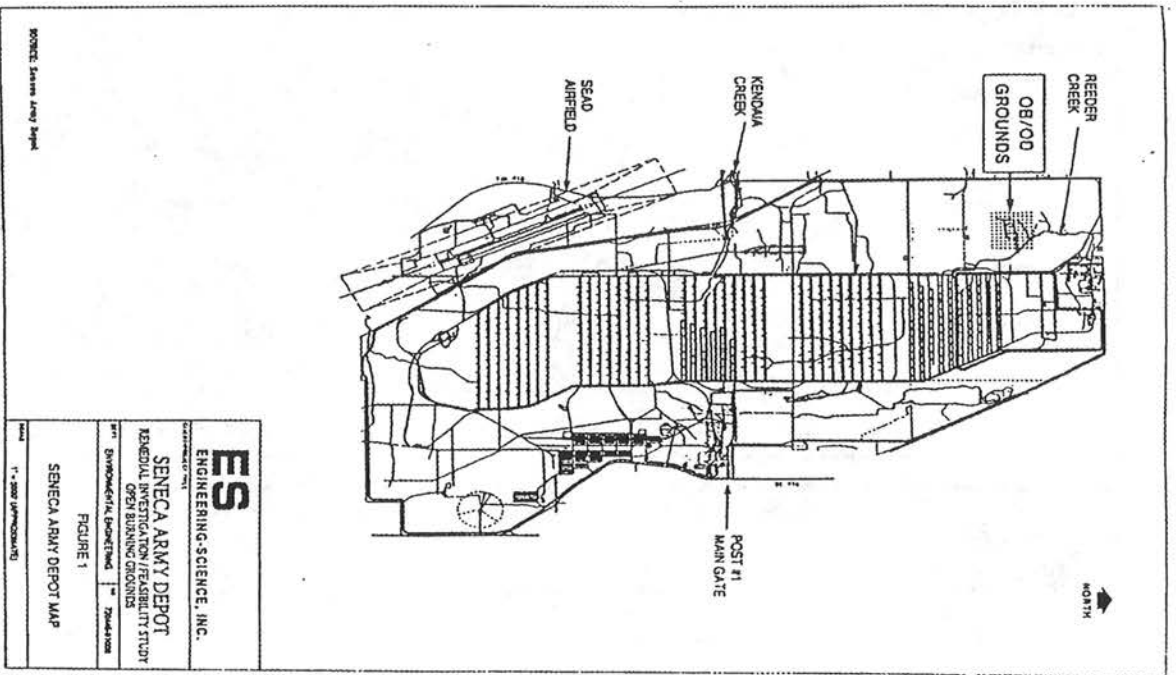 REEDER
CREEK
OB/OD
GROUNDS
KENDAIA
CREEK
SEAD
AIRFIELD
POST #1
MAIN GATE
NORTH
SOURCE: Seneca Army Depot
ES
ENGINEERING-SCIENCE, INC.
SENECA ARMY DEPOT
REMEDIAL INVESTIGATION / FEASIBILITY STUDY
OPEN BURNING GROUNDS
ENVIRONMENTAL ENGINEERING
FIGURE 1
SENECA ARMY DEPOT MAP
(APPROXIMATE)